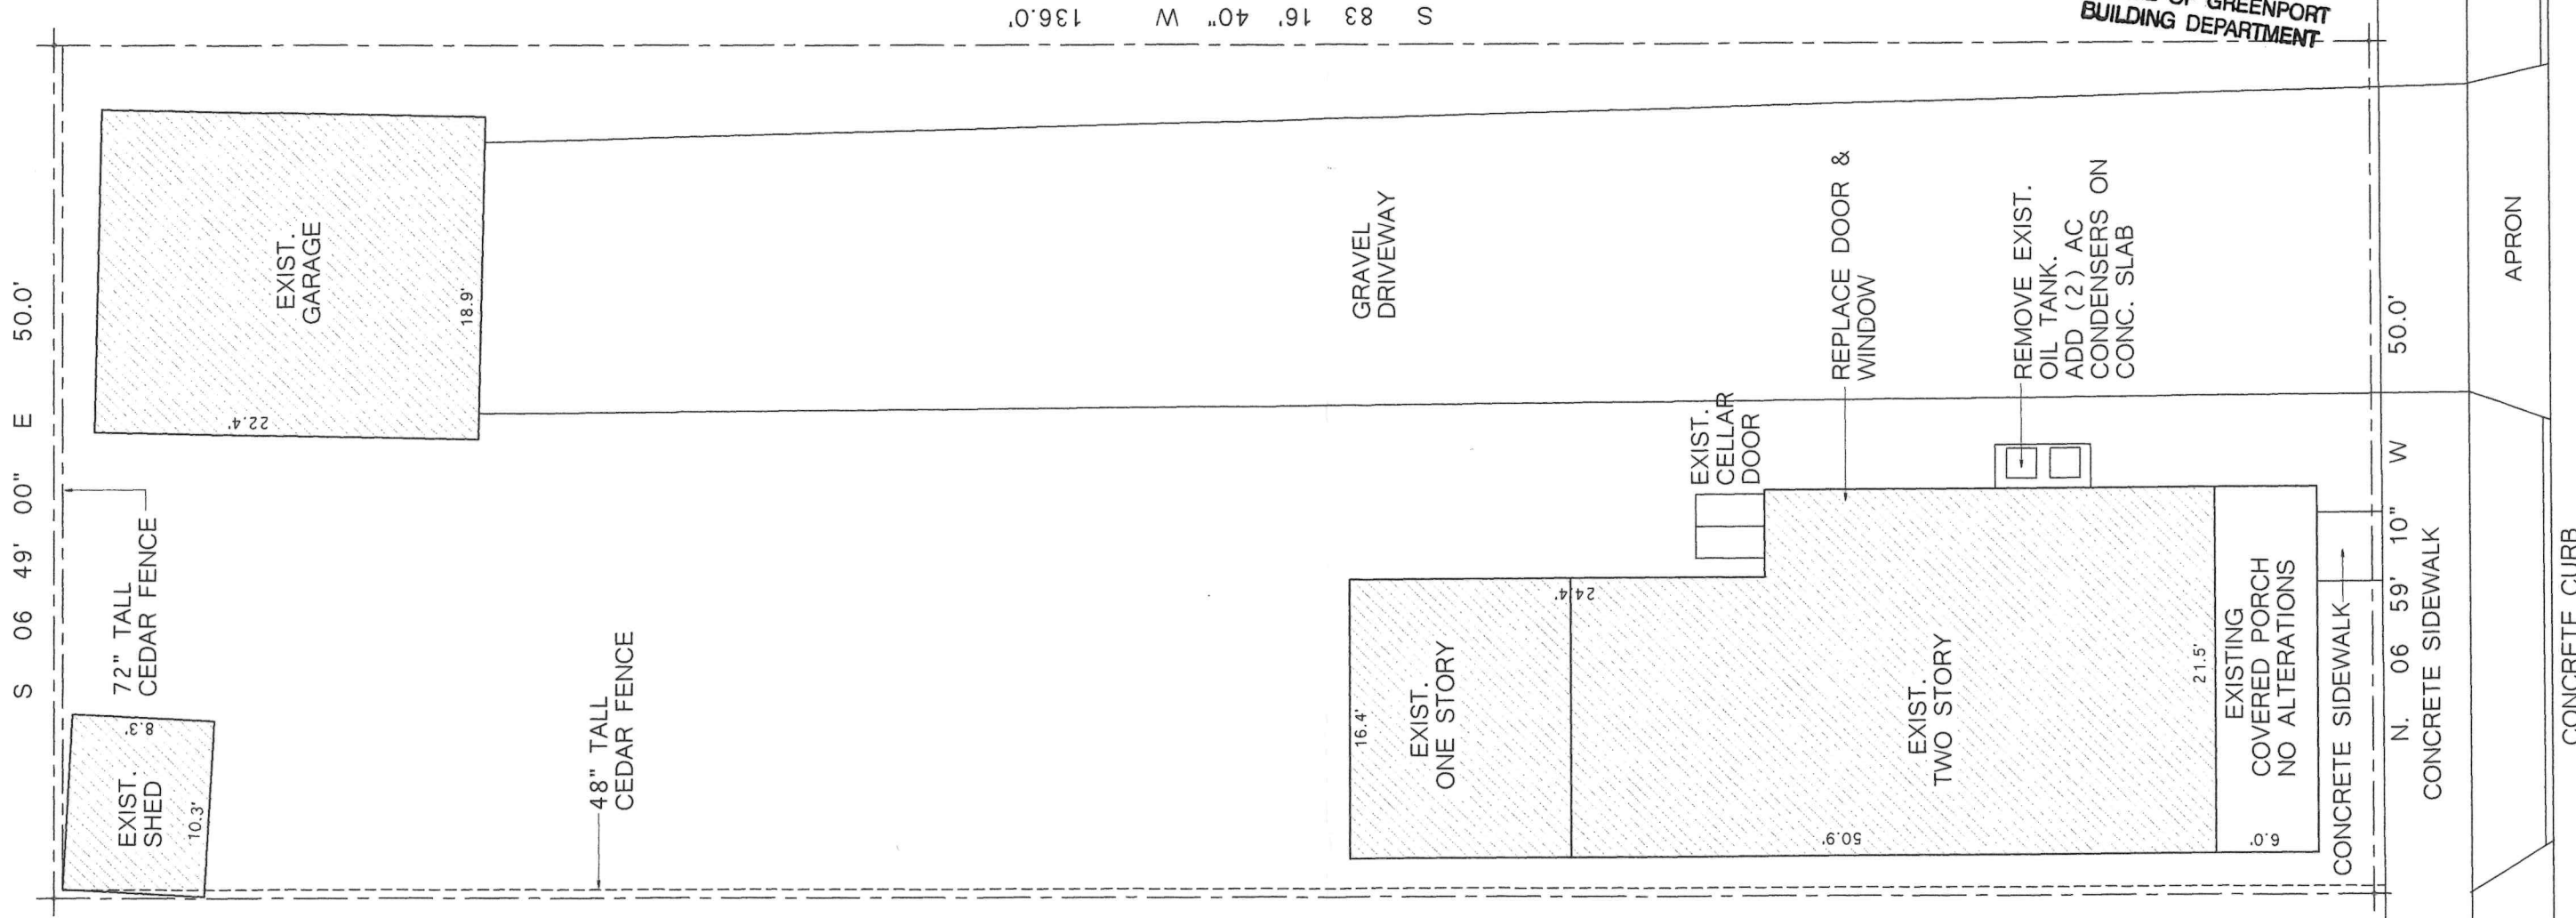 S 83 16' 40" W 136.0'
OF GREENPORT
BUILDING DEPARTMENT
S 06 49' 00" E 50.0'
EXIST.
GARAGE
22.4'
18.9'
72" TALL
CEDAR FENCE
EXIST.
SHED
8.3'
10.3'
48" TALL
CEDAR FENCE
GRAVEL
DRIVEWAY
REPLACE DOOR &
WINDOW
REMOVE EXIST.
OIL TANK.
ADD (2) AC
CONDENSERS ON
CONC. SLAB
EXIST.
CELLAR
DOOR
16.4'
EXIST.
ONE STORY
24.4'
EXIST.
TWO STORY
50.9'
21.5'
EXISTING
COVERED PORCH
NO ALTERATIONS
6.0'
CONCRETE SIDEWALK
N. 06 59' 10" W 50.0'
CONCRETE SIDEWALK
APRON
CONCRETE CURB